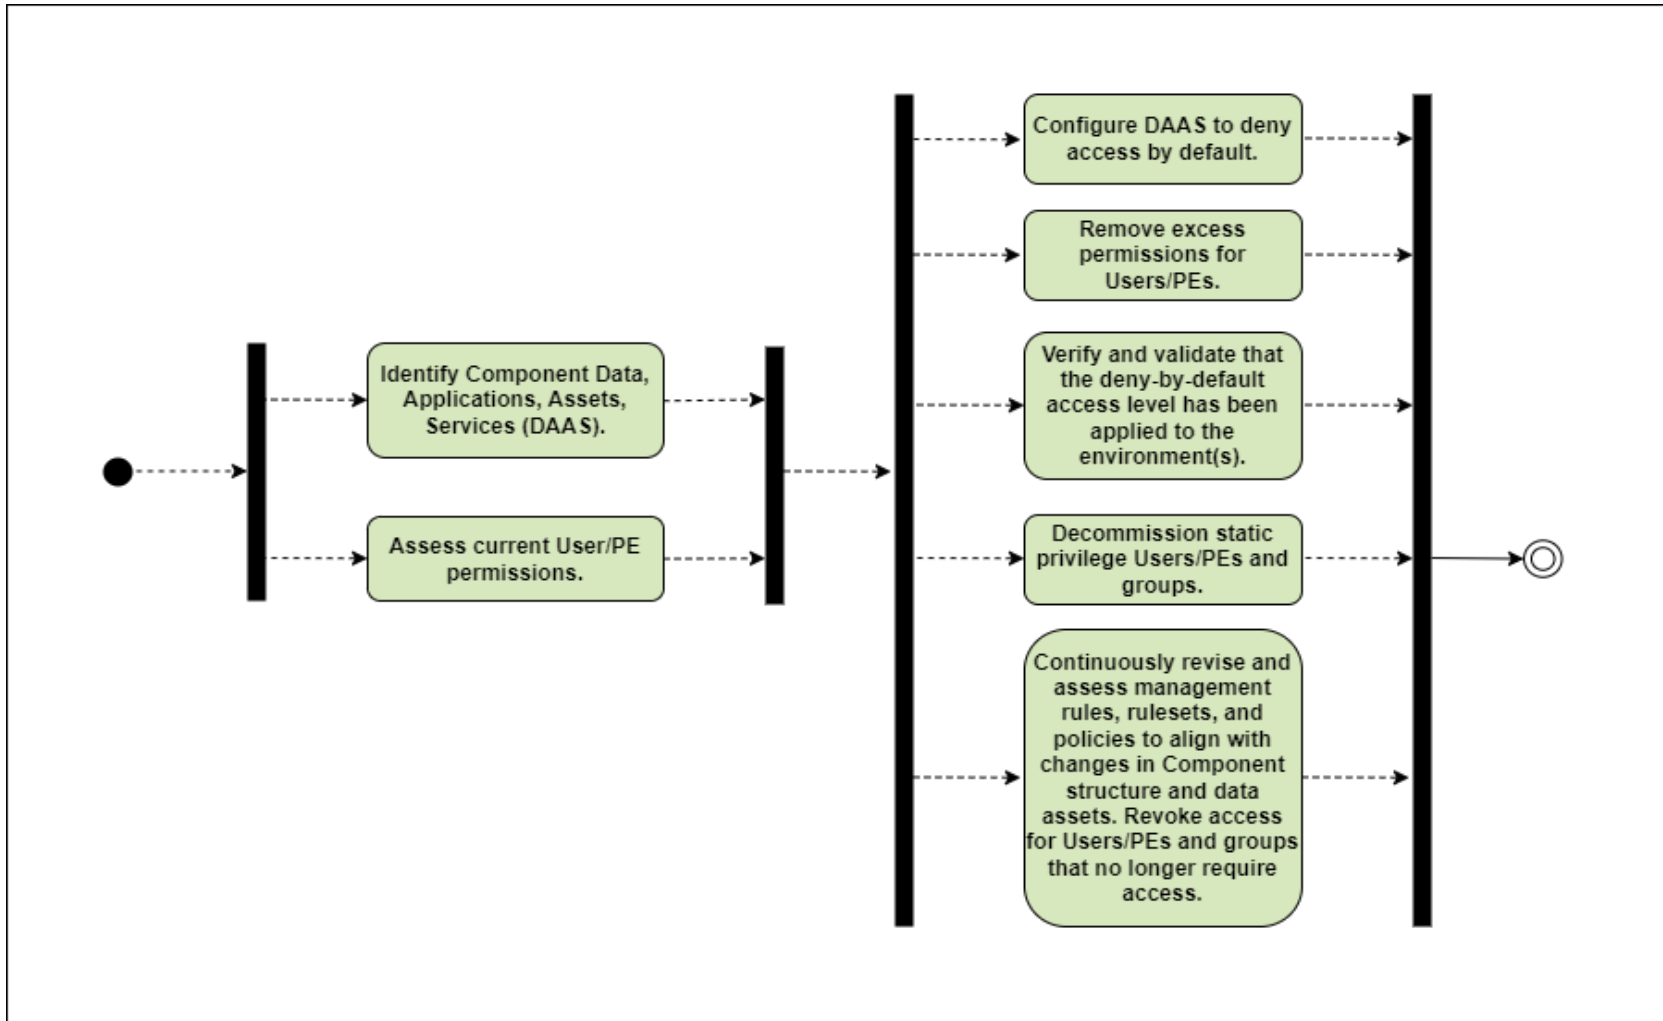 Identify Component Data,
Applications, Assets,
Services (DAAS).
Assess current User/PE
permissions.
Configure DAAS to deny
access by default.
Remove excess
permissions for
Users/PEs.
Verify and validate that
the deny-by-default
access level has been
applied to the
environment(s).
Decommission static
privilege Users/PEs and
groups.
Continuously revise and
assess management
rules, rulesets, and
policies to align with
changes in Component
structure and data
assets. Revoke access
for Users/PEs and groups
that no longer require
access.